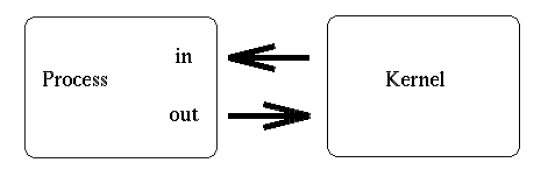 in
Process
Kernel
out